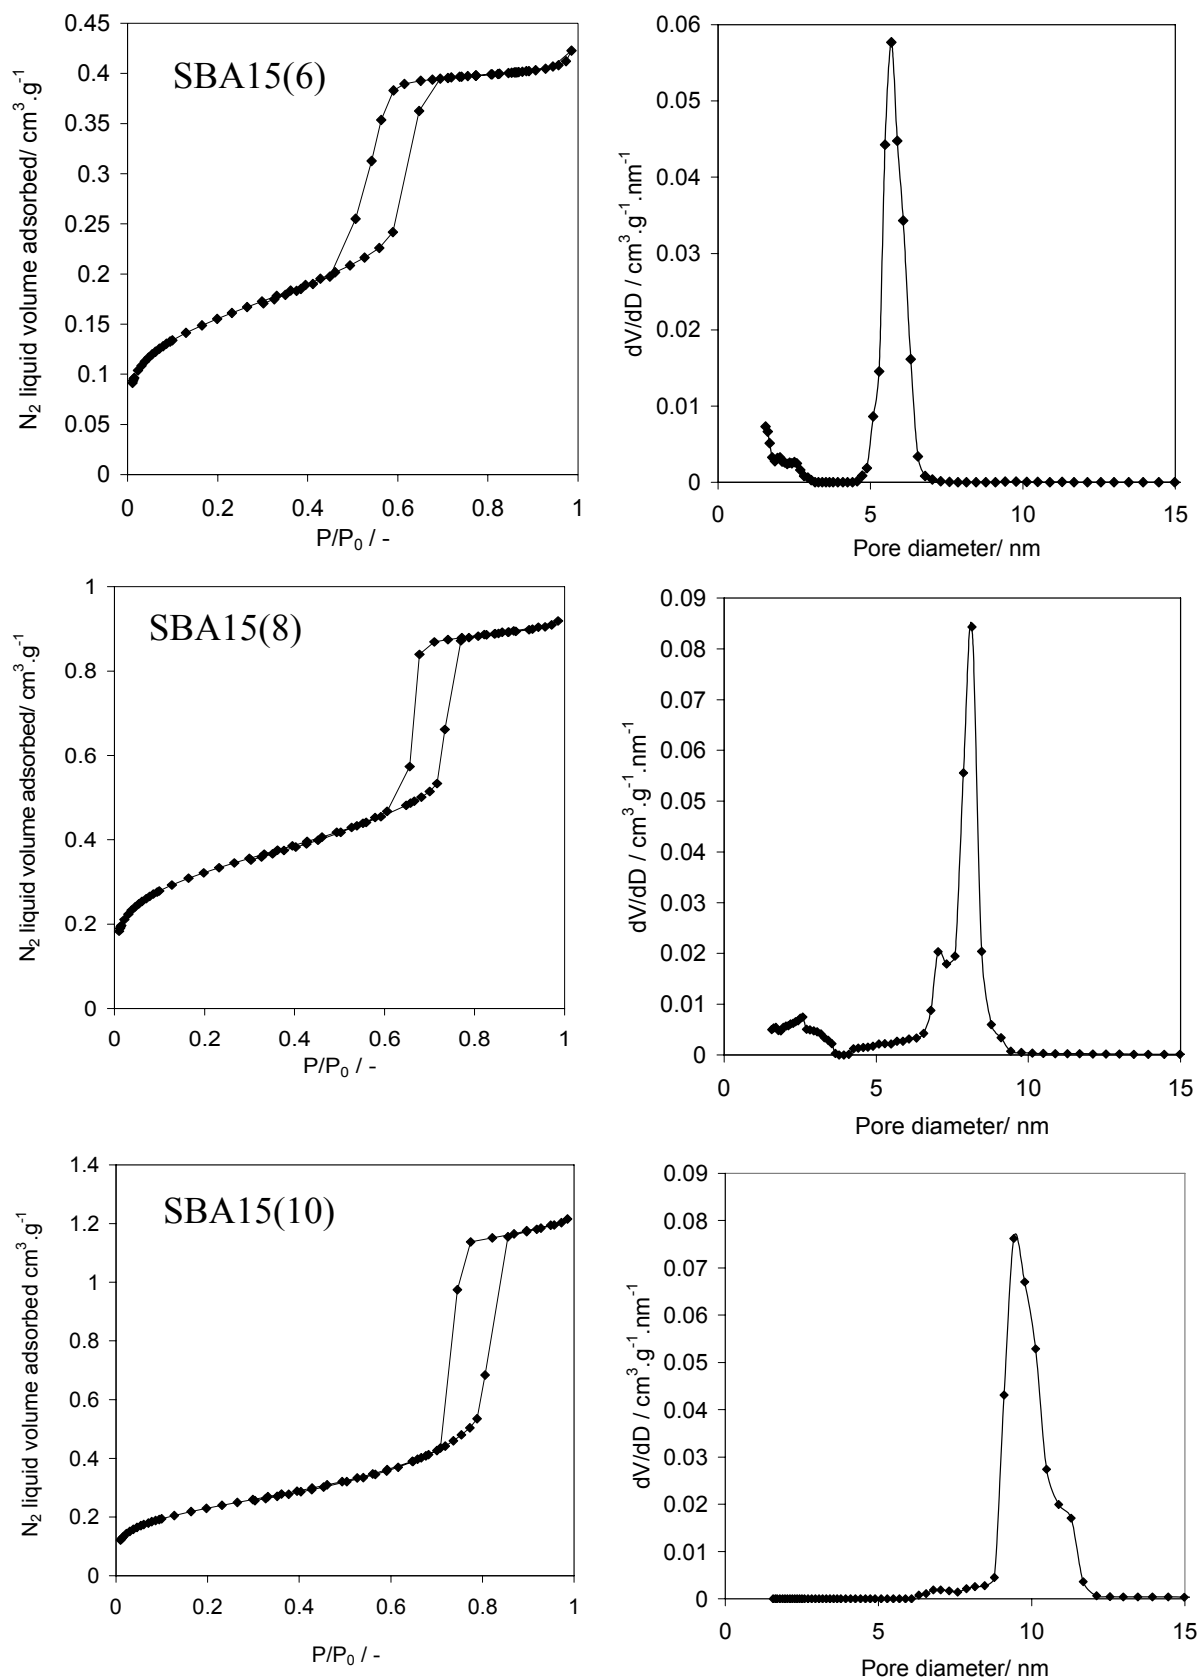 SBA15(6)
N₂ liquid volume adsorbed/ cm³.g⁻¹
0.45
0.4
0.35
0.3
0.25
0.2
0.15
0.1
0.05
0
0 0.2 0.4 0.6 0.8 1
P/P₀ / -
dV/dD / cm³.g⁻¹.nm⁻¹
0.06
0.05
0.04
0.03
0.02
0.01
0
0 5 10 15
Pore diameter/ nm
SBA15(8)
N₂ liquid volume adsorbed/ cm³.g⁻¹
1
0.8
0.6
0.4
0.2
0
0 0.2 0.4 0.6 0.8 1
P/P₀ / -
dV/dD / cm³.g⁻¹.nm⁻¹
0.09
0.08
0.07
0.06
0.05
0.04
0.03
0.02
0.01
0
0 5 10 15
Pore diameter/ nm
SBA15(10)
N₂ liquid volume adsorbed cm³.g⁻¹
1.4
1.2
1
0.8
0.6
0.4
0.2
0
0 0.2 0.4 0.6 0.8 1
P/P₀ / -
dV/dD / cm³.g⁻¹.nm⁻¹
0.09
0.08
0.07
0.06
0.05
0.04
0.03
0.02
0.01
0
0 5 10 15
Pore diameter/ nm